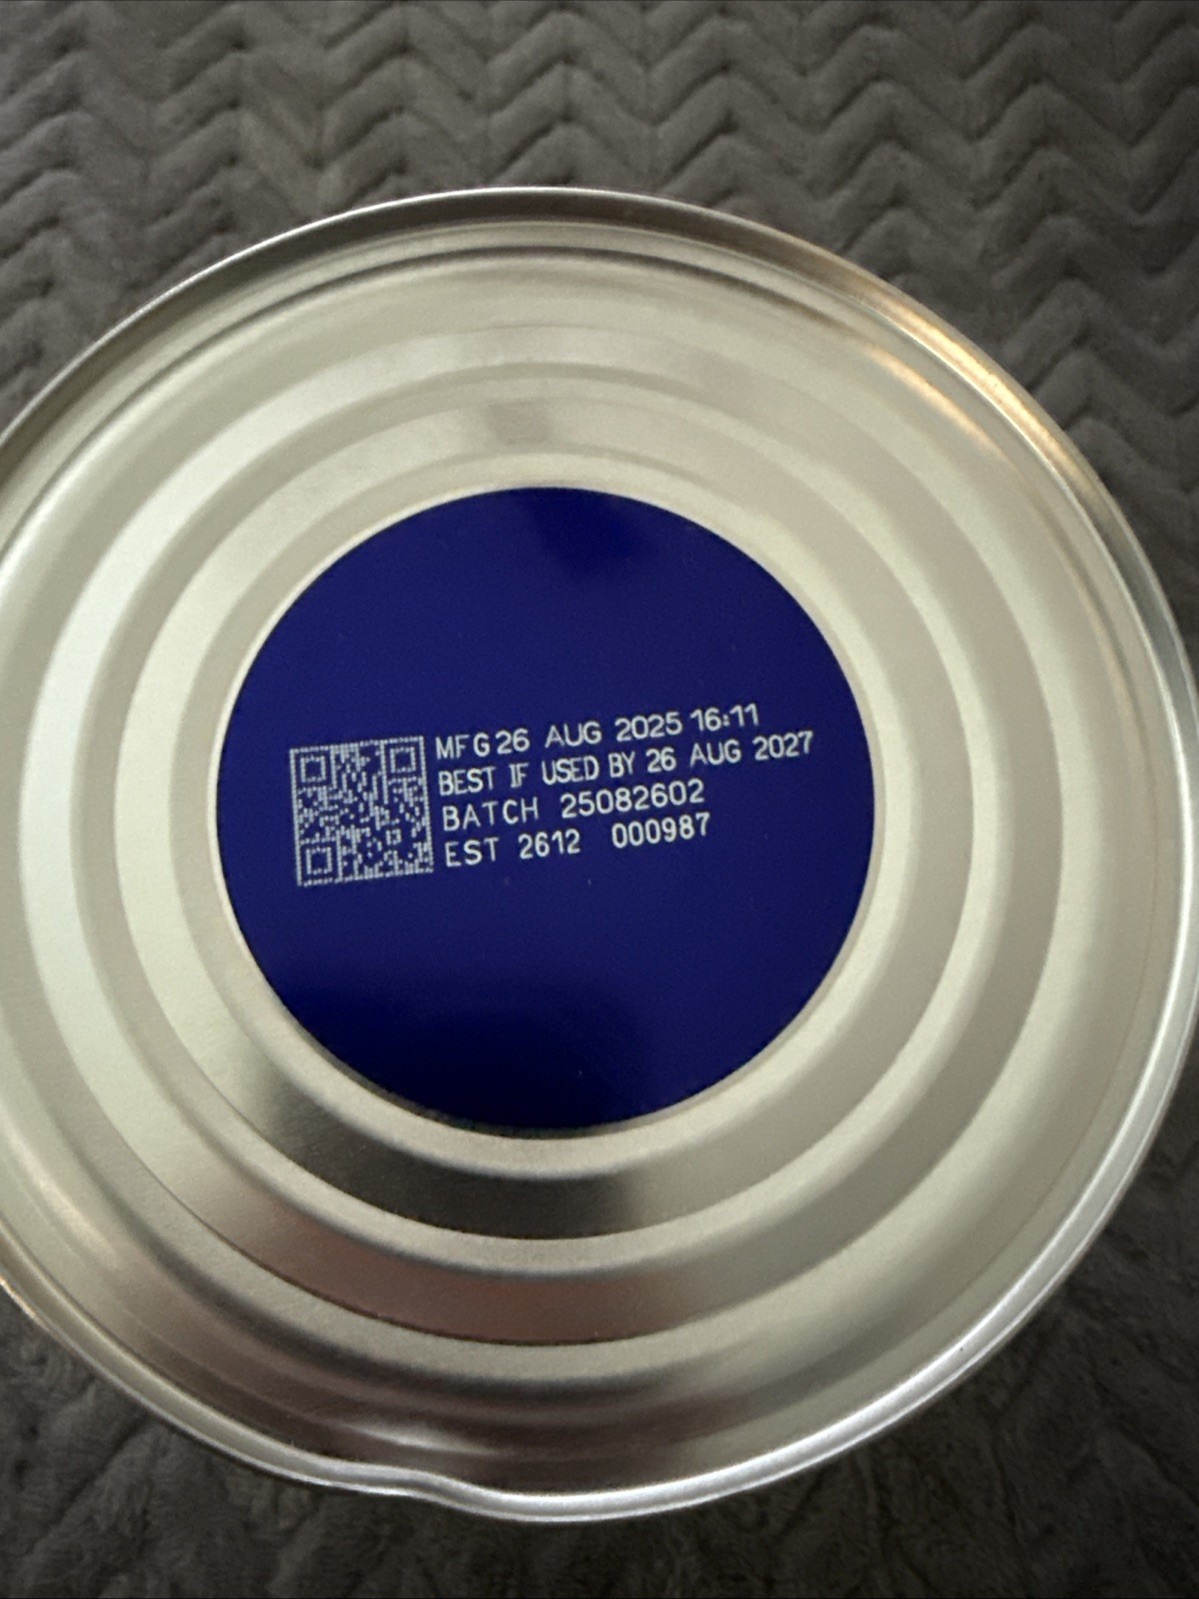 MFG 26 AUG 2025 16:11
BEST IF USED BY 26 AUG 2027
BATCH 25082602
EST 2612 000987